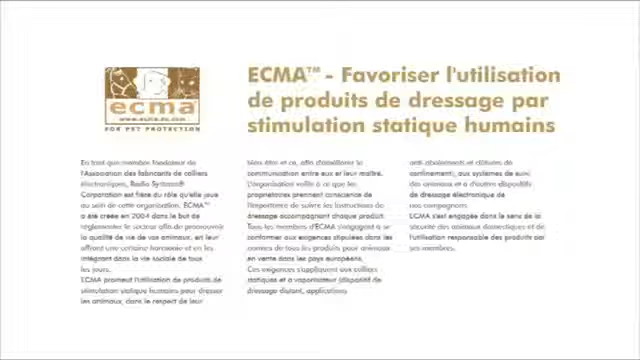 ecma
www.ecma.eu.com
FOR PET PROTECTION
ECMA™ - Favoriser l'utilisation
de produits de dressage par
stimulation statique humains
En tant que membre fondateur de
l'Association des fabricants de colliers
électroniques, Radio Systems®
Corporation est fière du rôle qu'elle joue
au sein de cette organisation. ECMA™
a été créée en 2004 dans le but de
réglementer le secteur afin de promouvoir
la qualité de vie de vos animaux, en leur
offrant une certaine harmonie et en les
intégrant dans la vie sociale de tous
les jours.
ECMA promeut l'utilisation de produits de
stimulation statique humains pour dresser
les animaux, dans le respect de leur
bien-être et ce, afin d'améliorer la
communication entre eux et leur maître.
L'organisation veille à ce que les
propriétaires prennent conscience de
l'importance de suivre les instructions de
dressage accompagnant chaque produit.
Tous les membres d'ECMA s'engagent à se
conformer aux exigences stipulées dans les
normes de tous les produits pour animaux
en vente dans les pays européens.
Ces exigences s'appliquent aux colliers
statiques et à vaporisateur (dispositif de
dressage distant, applications
anti-aboiements et clôtures de
confinement), aux systèmes de suivi
des animaux et à d'autres dispositifs
de dressage électronique de
nos compagnons.
ECMA s'est engagée dans le sens de la
sécurité des animaux domestiques et de
l'utilisation responsable des produits par
ses membres.